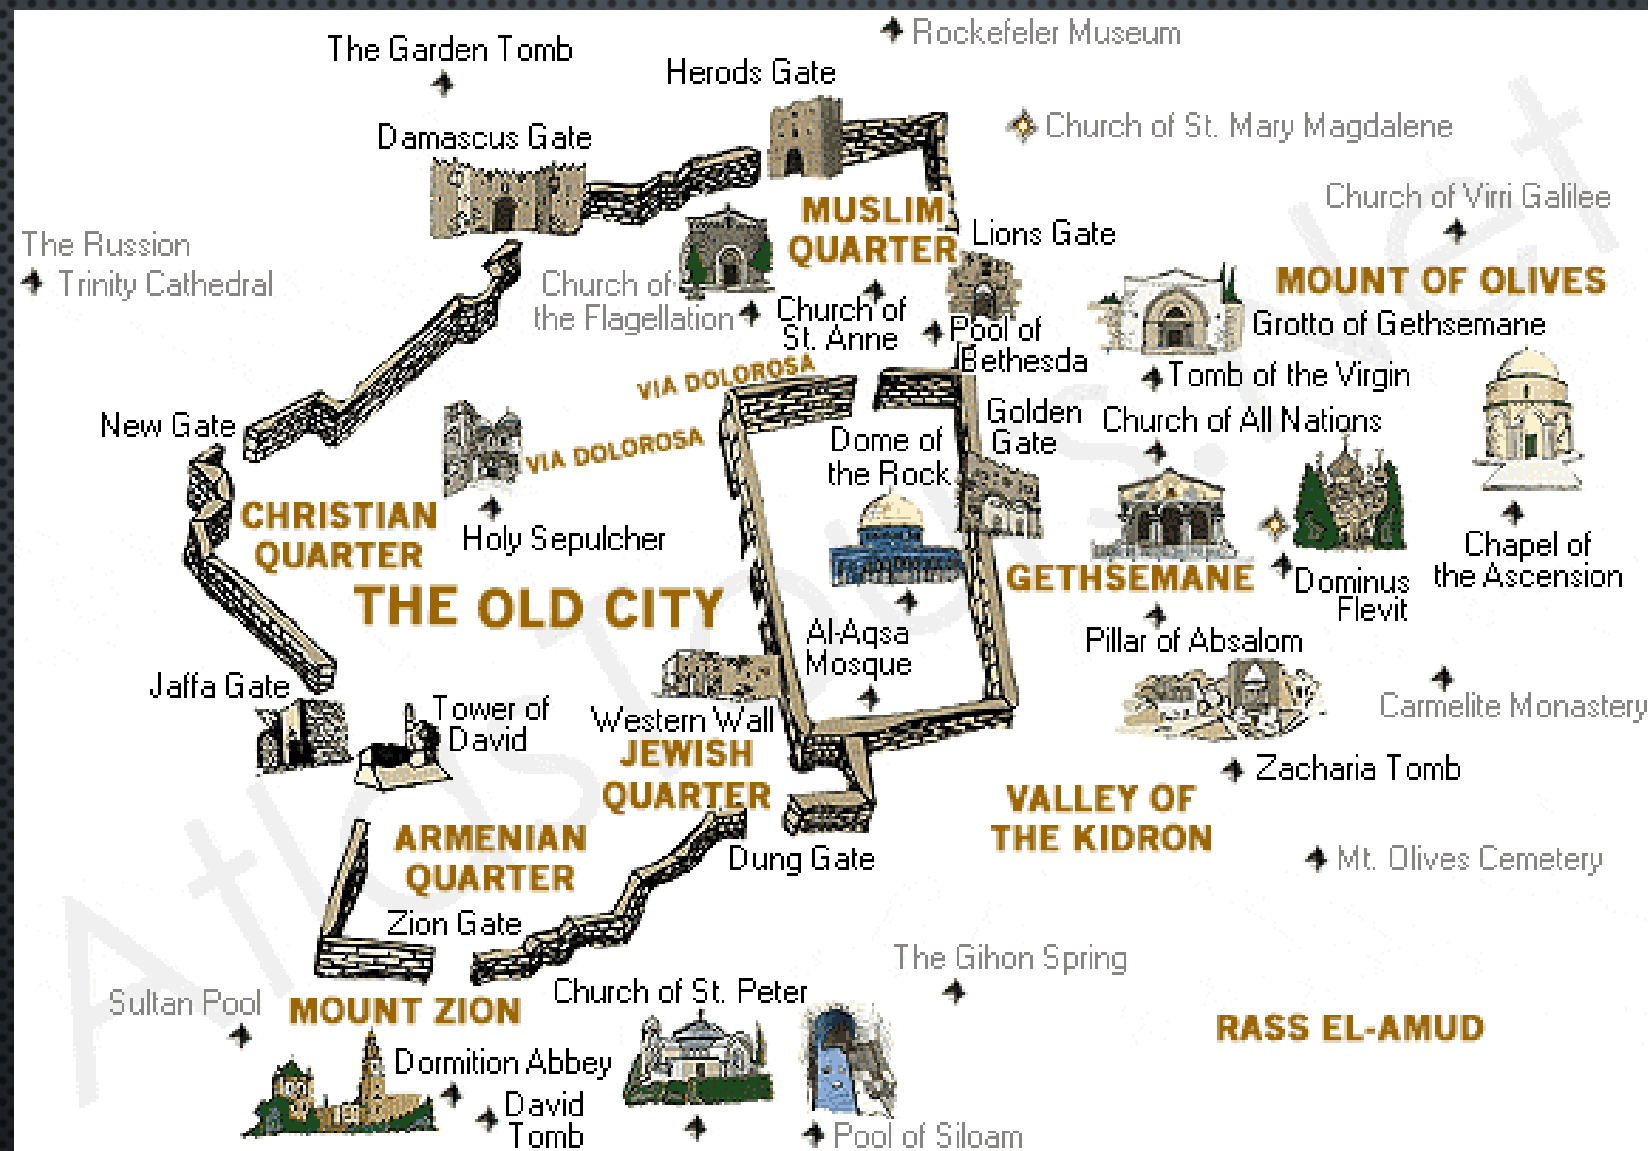 Rockefeler Museum
The Garden Tomb
Herods Gate
Church of St. Mary Magdalene
Damascus Gate
Church of Virri Galilee
MUSLIM
QUARTER
Lions Gate
The Russion
Trinity Cathedral
MOUNT OF OLIVES
Church of
the Flagellation
Church of
St. Anne
Pool of
Bethesda
Grotto of Gethsemane
Tomb of the Virgin
VIA DOLOROSA
New Gate
Golden
Gate
Church of All Nations
VIA DOLOROSA
Dome of
the Rock
CHRISTIAN
QUARTER
Holy Sepulcher
Chapel of
the Ascension
THE OLD CITY
GETHSEMANE
Dominus
Flevit
Al-Aqsa
Mosque
Pillar of Absalom
Jaffa Gate
Tower of
David
Western Wall
Carmelite Monastery
JEWISH
QUARTER
Zacharia Tomb
VALLEY OF
THE KIDRON
ARMENIAN
QUARTER
Dung Gate
Mt. Olives Cemetery
Zion Gate
The Gihon Spring
Sultan Pool
MOUNT ZION
Church of St. Peter
RASS EL-AMUD
Dormition Abbey
David
Tomb
Pool of Siloam
AtlasTours.Net